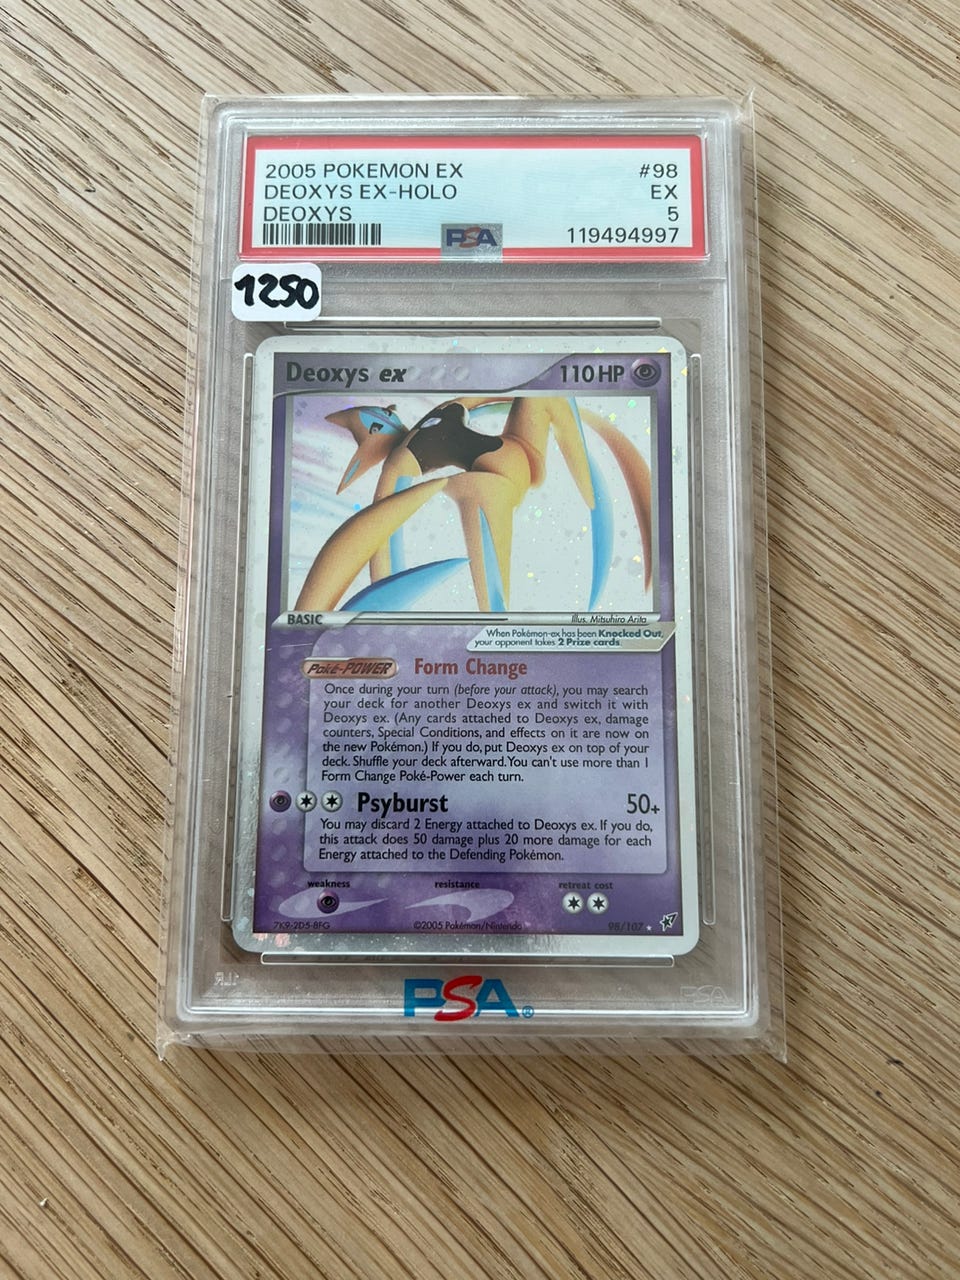 2005 POKEMON EX #98
DEOXYS EX-HOLO EX
DEOXYS 5
PSA 119494997
1250
Deoxys ex 110 HP
BASIC Illus. Mitsuhiro Arita
When Pokémon-ex has been Knocked Out,
your opponent takes 2 Prize cards.
Poké-POWER Form Change
Once during your turn (before your attack), you may search
your deck for another Deoxys ex and switch it with
Deoxys ex. (Any cards attached to Deoxys ex, damage
counters, Special Conditions, and effects on it are now on
the new Pokémon.) If you do, put Deoxys ex on top of your
deck. Shuffle your deck afterward. You can't use more than 1
Form Change Poké-Power each turn.
Psyburst 50+
You may discard 2 Energy attached to Deoxys ex. If you do,
this attack does 50 damage plus 20 more damage for each
Energy attached to the Defending Pokémon.
weakness resistance retreat cost
7K9-2D5-8FG ©2005 Pokémon/Nintendo 98/107 ★
PSA®
PSA